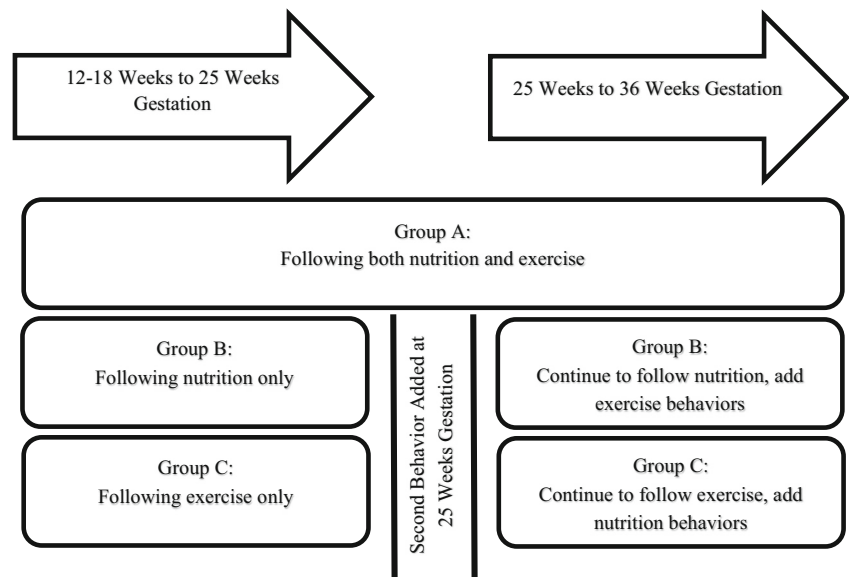 12-18 Weeks to 25 Weeks
Gestation
25 Weeks to 36 Weeks Gestation
Group A:
Following both nutrition and exercise
Group B:
Following nutrition only
Second Behavior Added at
25 Weeks Gestation
Group B:
Continue to follow nutrition, add
exercise behaviors
Group C:
Following exercise only
Group C:
Continue to follow exercise, add
nutrition behaviors